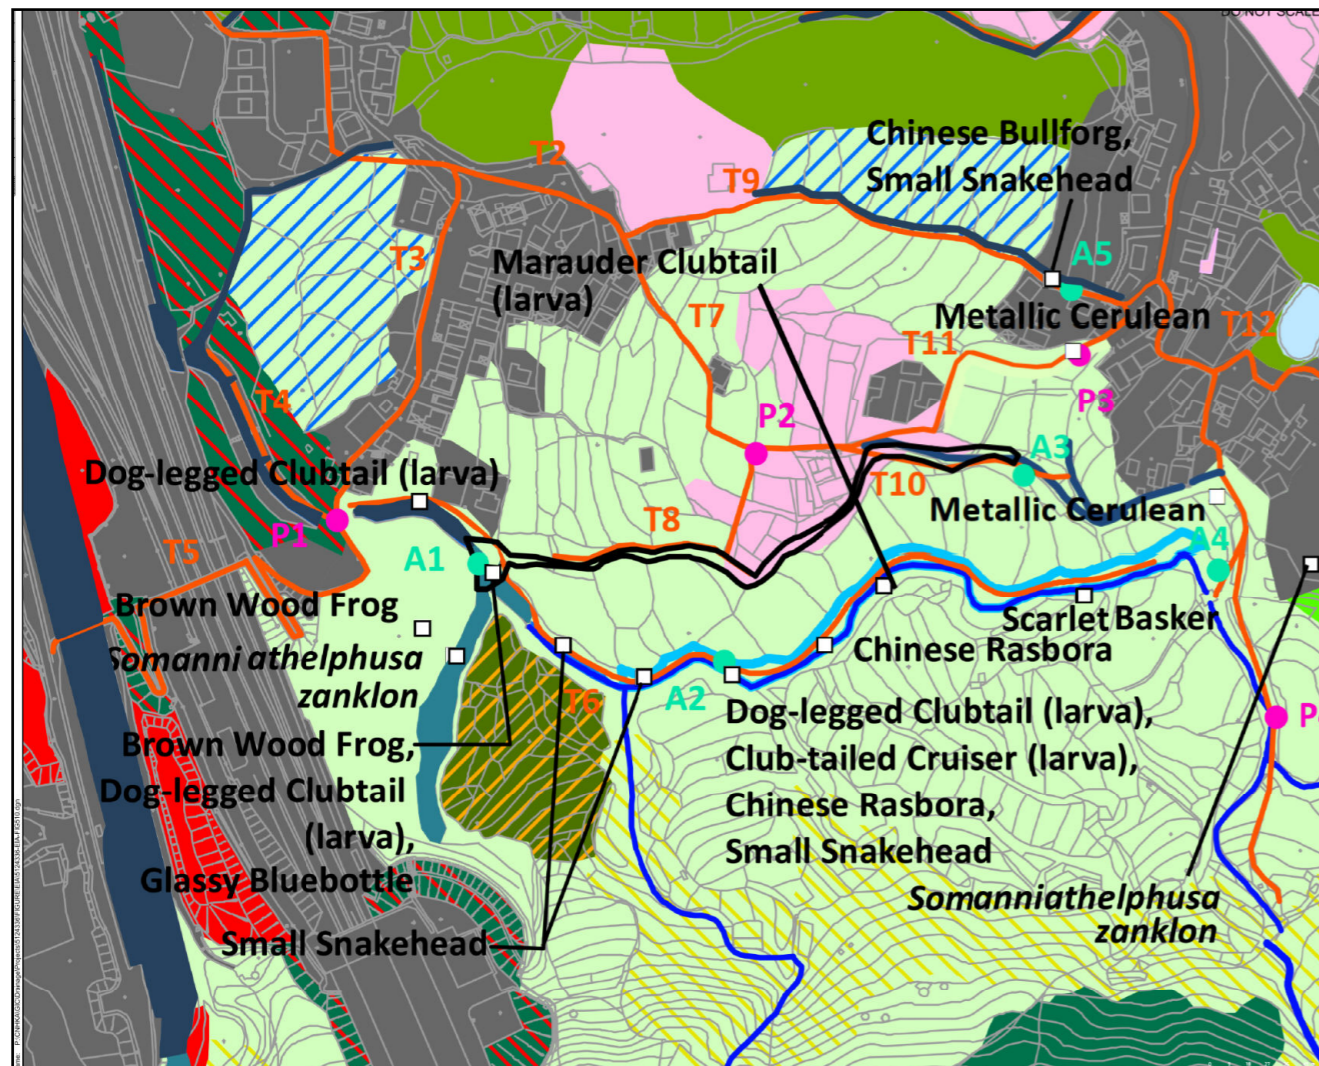 DO NOT SCALE
Chinese Bullforg,
Small Snakehead
T2
T9
T3
Marauder Clubtail
(larva)
A5
Metallic Cerulean
T7
T11
T12
T4
P2
P3
Dog-legged Clubtail (larva)
A3
T10
P1
T8
Metallic Cerulean
T5
A1
A4
Brown Wood Frog
Scarlet Basker
Somanni athelphusa
zanklon
Chinese Rasbora
T6
A2
Dog-legged Clubtail (larva),
Club-tailed Cruiser (larva),
Chinese Rasbora,
Small Snakehead
P
Brown Wood Frog,
Dog-legged Clubtail
(larva),
Glassy Bluebottle
Small Snakehead
Somanniathelphusa
zanklon